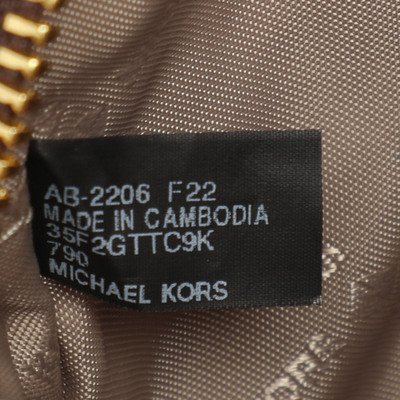 AB-2206 F22
MADE IN CAMBODIA
35F2GTTC9K
790
MICHAEL KORS